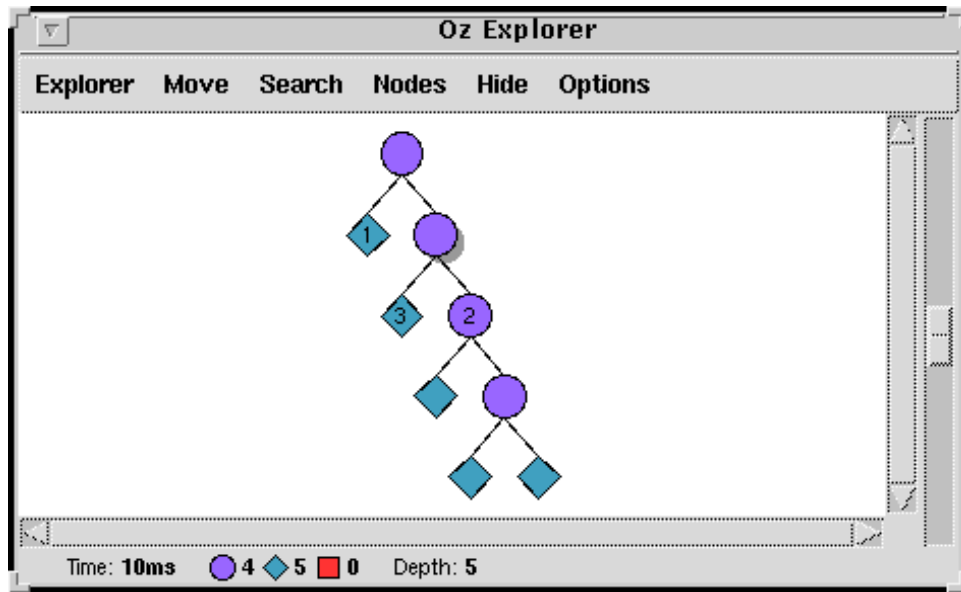 Oz Explorer
Explorer Move Search Nodes Hide Options
1
3 2
Time: 10ms 4 5 0 Depth: 5